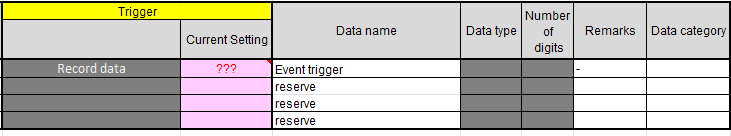 Trigger
Current Setting
Data name
Data type
Number
of
digits
Remarks
Data category
Record data
???
Event trigger
-
reserve
reserve
reserve